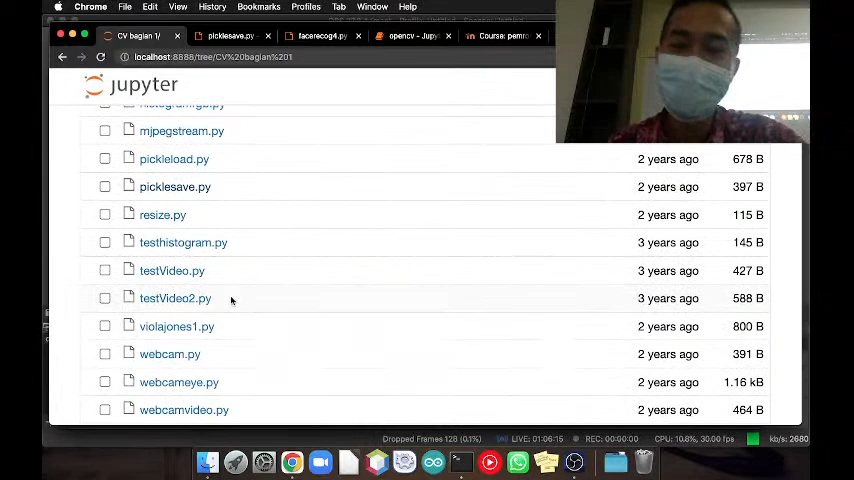 Chrome File Edit View History Bookmarks Profiles Tab Window
CV bagian 1/ picklesave.py - facerecog4.py opencv - Jupyt Course: pemro
localhost:8888/tree/CV%20bagian%201
jupyter
histogramrgb.py
mjpegstream.py
pickleload.py 2 years ago 678 B
picklesave.py 2 years ago 397 B
resize.py 2 years ago 115 B
testhistogram.py 3 years ago 145 B
testVideo.py 3 years ago 427 B
testVideo2.py 3 years ago 588 B
violajones1.py 2 years ago 800 B
webcam.py 2 years ago 391 B
webcameye.py 2 years ago 1.16 kB
webcamvideo.py 2 years ago 464 B
Dropped Frames 128 (0.1%) LIVE: 01:06:15 REC: 00:00:00 CPU: 10.8%, 30.00 fps kb/s: 2680